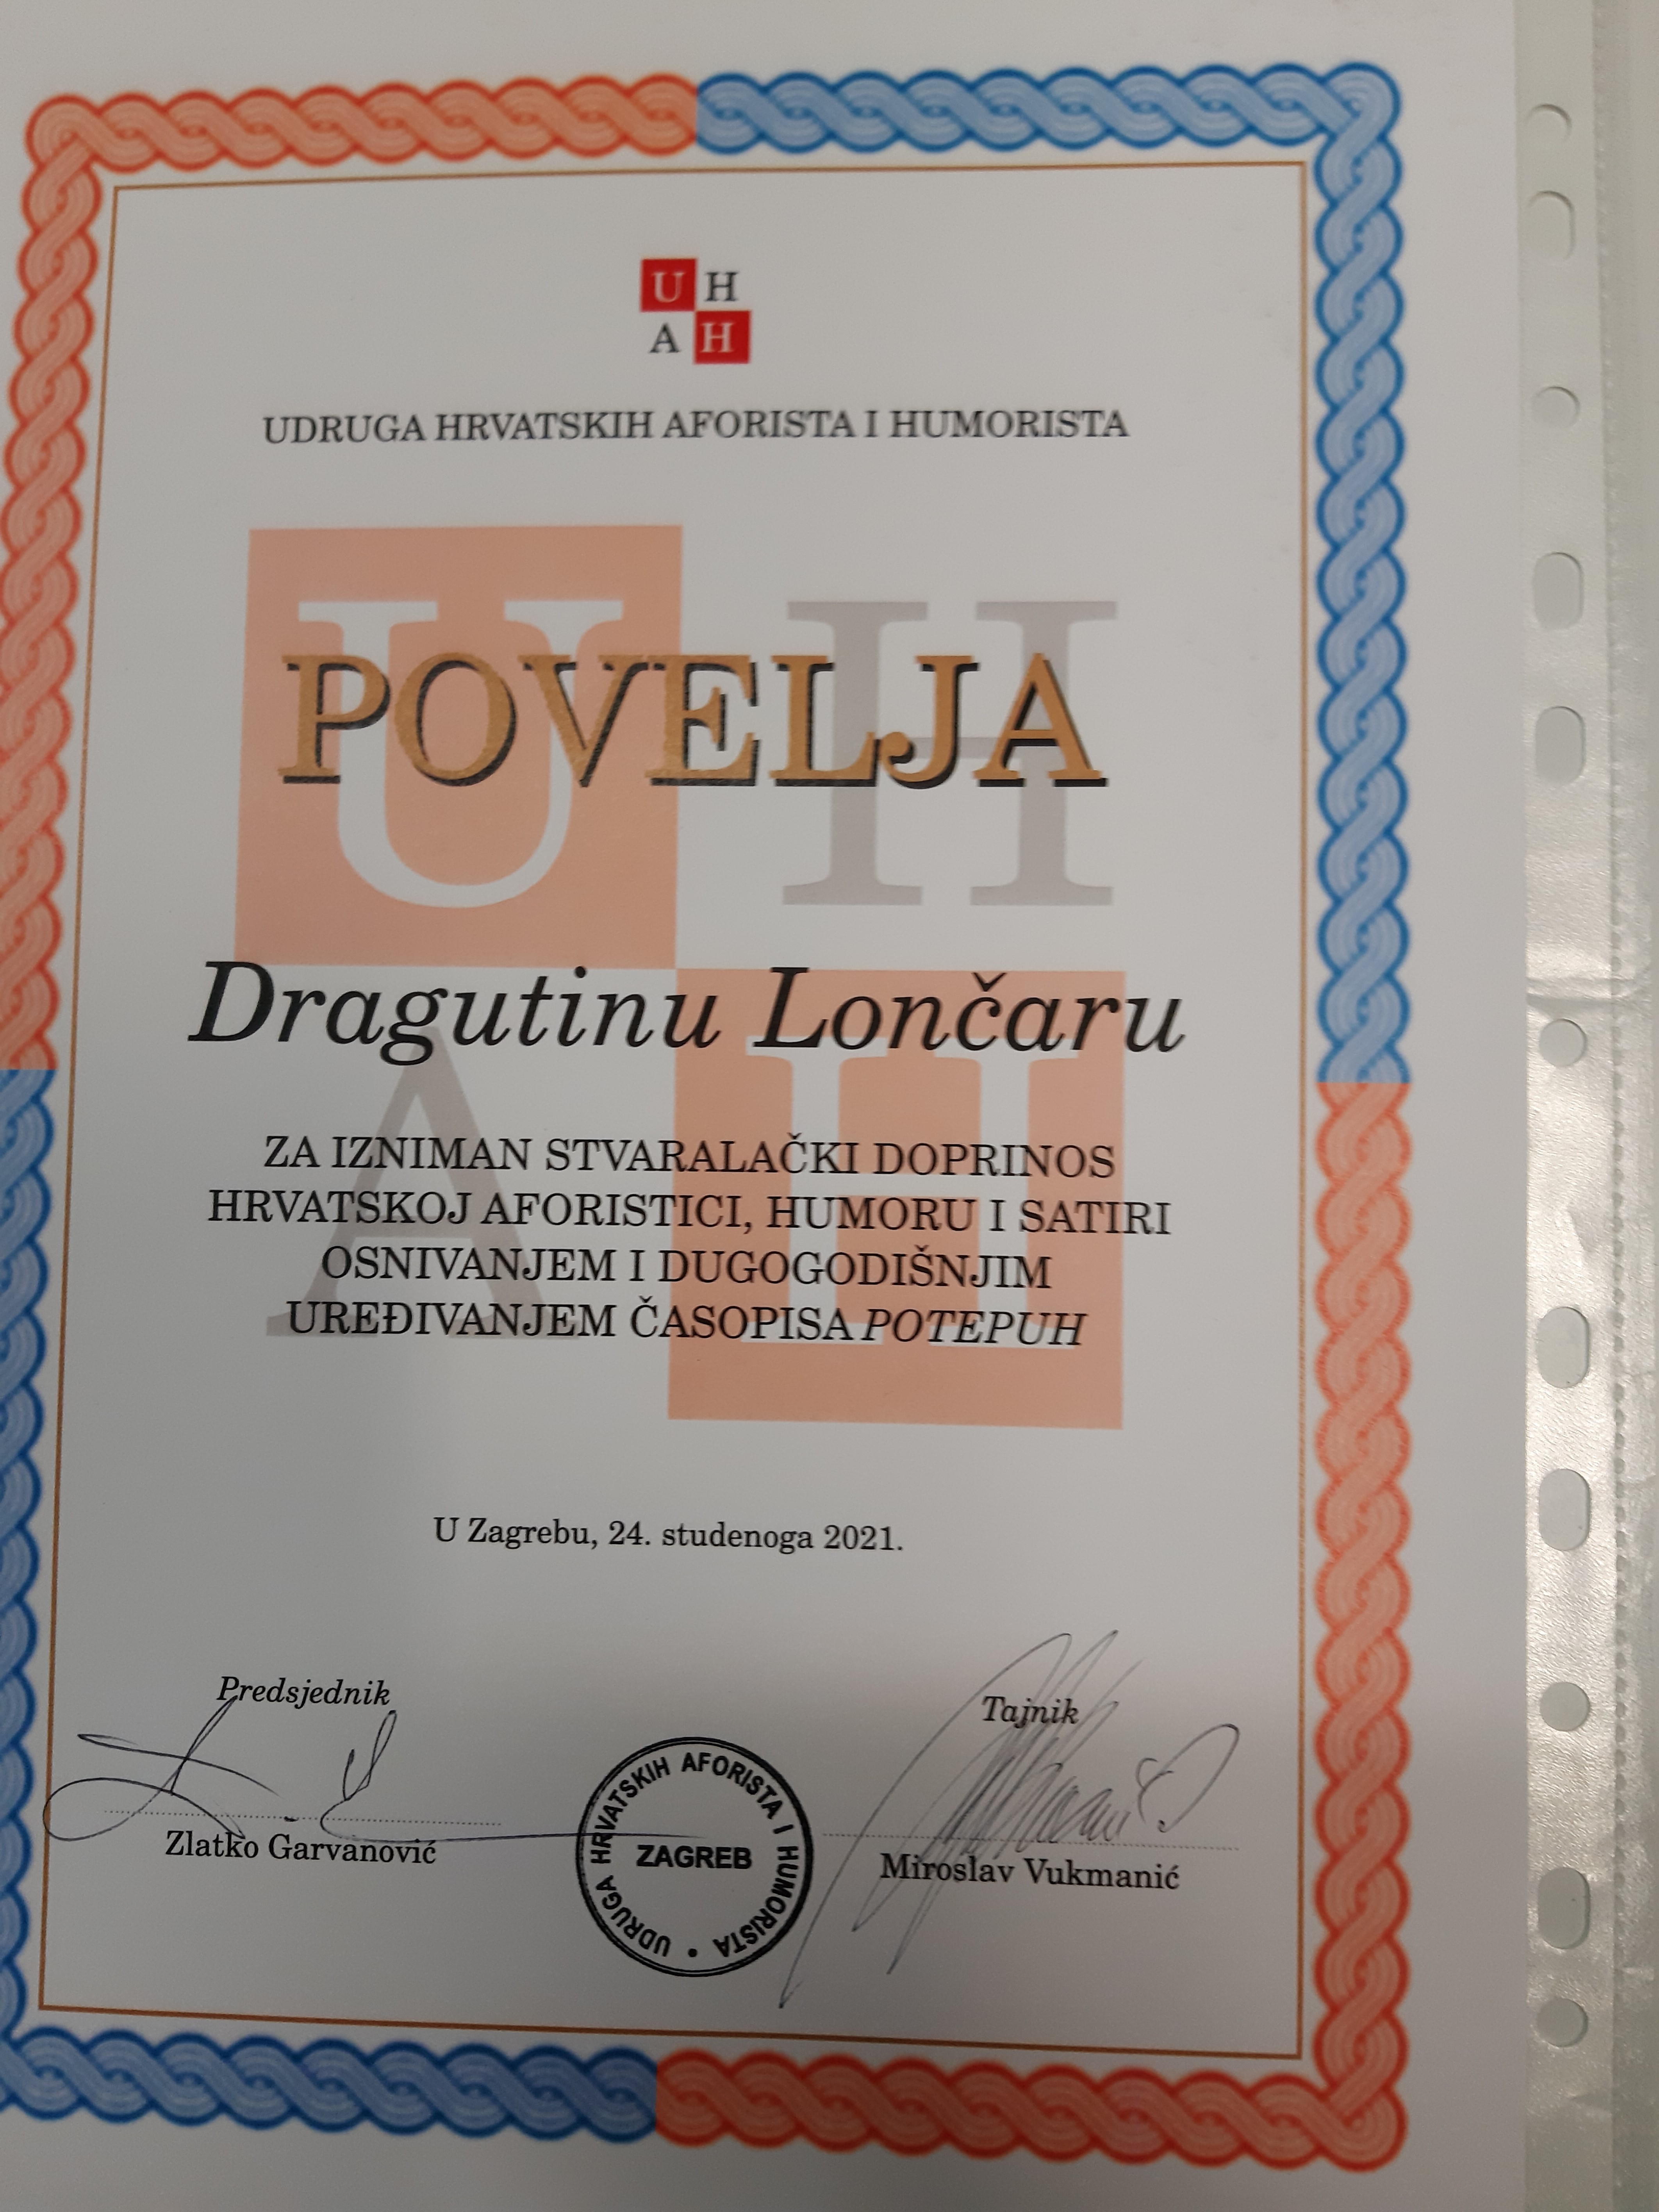 U H
A H
UDRUGA HRVATSKIH AFORISTA I HUMORISTA
U H
POVELJA
Dragutinu Lončaru
A H
ZA IZNIMAN STVARALAČKI DOPRINOS
HRVATSKOJ AFORISTICI, HUMORU I SATIRI
OSNIVANJEM I DUGOGODIŠNJIM
UREĐIVANJEM ČASOPISA POTEPUH
U Zagrebu, 24. studenoga 2021.
Predsjednik
Zlatko Garvanović
UDRUGA HRVATSKIH AFORISTA I HUMORISTA •
ZAGREB
Tajnik
Miroslav Vukmanić